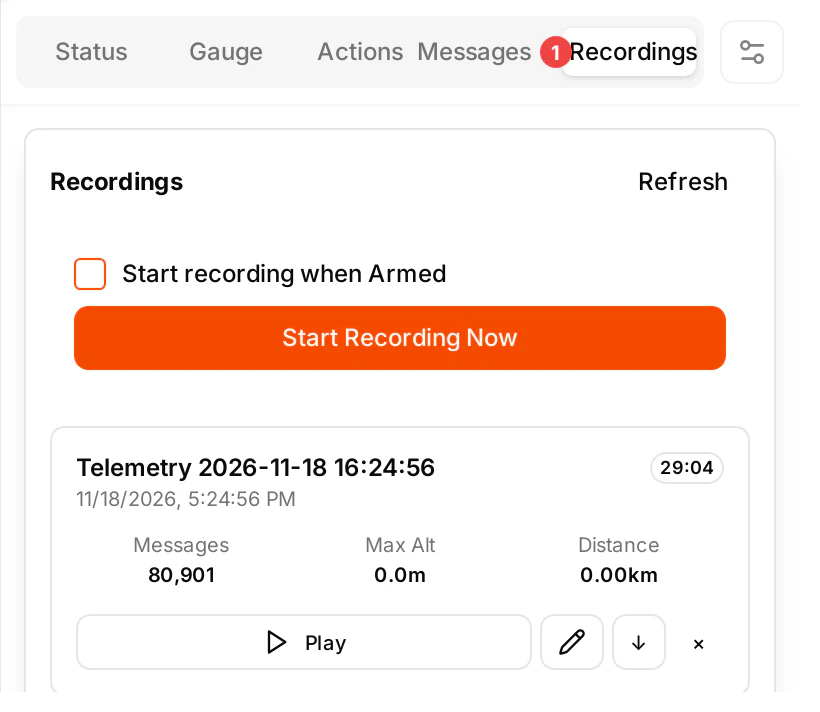 Status Gauge Actions Messages 1 Recordings
Recordings Refresh
Start recording when Armed
Start Recording Now
Telemetry 2026-11-18 16:24:56 29:04
11/18/2026, 5:24:56 PM
Messages Max Alt Distance
80,901 0.0m 0.00km
Play